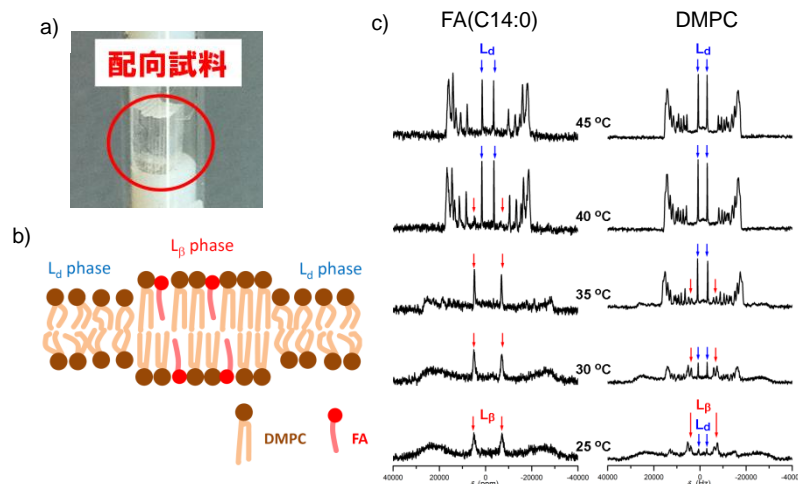 a)
配向試料
b)
Lβ phase
Ld phase
Ld phase
DMPC
FA
c)
FA(C14:0)
DMPC
Ld
45 ºC
40 ºC
35 ºC
30 ºC
Lβ
Lβ
Ld
25 ºC
40000 20000 0 -20000 -40000
40000 20000 0 -20000 -40000